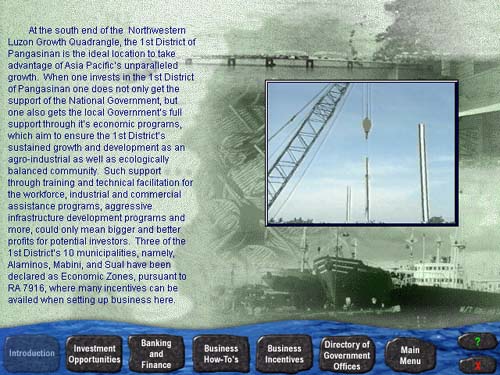 At the south end of the Northwestern
Luzon Growth Quadrangle, the 1st District of
Pangasinan is the ideal location to take
advantage of Asia Pacific's unparalleled
growth. When one invests in the 1st District
of Pangasinan one does not only get the
support of the National Government, but
one also gets the local Government's full
support through it's economic programs,
which aim to ensure the 1st District's
sustained growth and development as an
agro-industrial as well as ecologically
balanced community. Such support
through training and technical facilitation for
the workforce, industrial and commercial
assistance programs, aggressive
infrastructure development programs and
more, could only mean bigger and better
profits for potential investors. Three of the
1st District's 10 municipalities, namely,
Alaminos, Mabini, and Sual have been
declared as Economic Zones, pursuant to
RA 7916, where many incentives can be
availed when setting up business here.
Introduction
Investment
Opportunities
Banking
and
Finance
Business
How-To's
Business
Incentives
Directory of
Government
Offices
Main
Menu
?
X